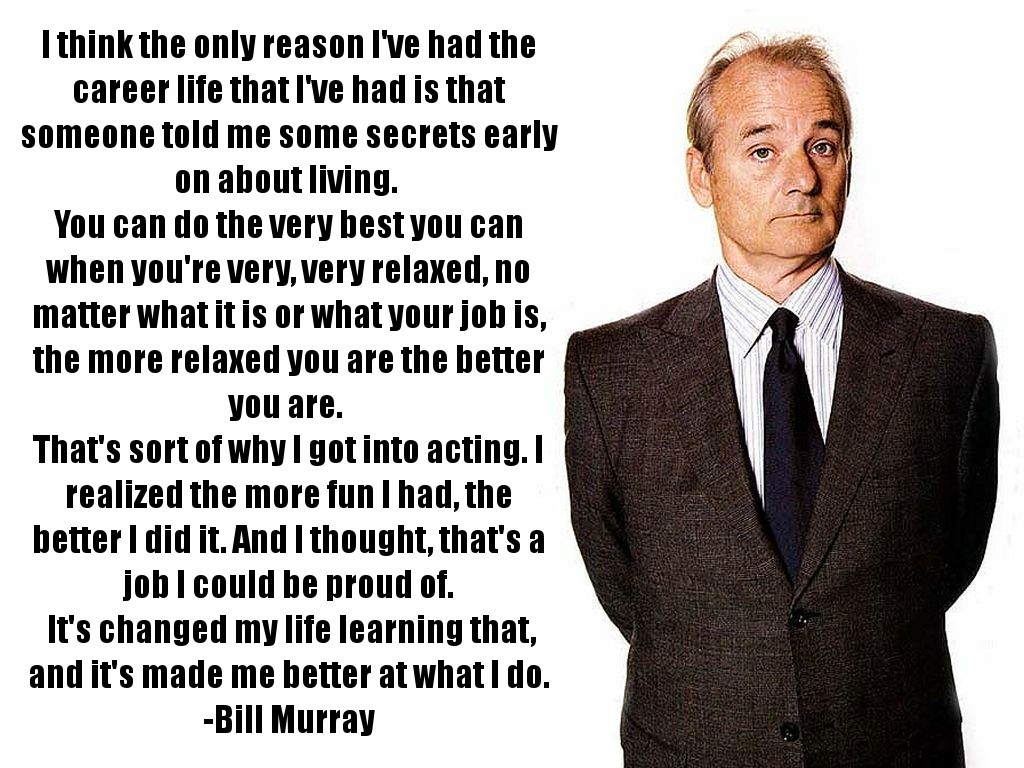 I think the only reason I've had the
career life that I've had is that
someone told me some secrets early
on about living.
You can do the very best you can
when you're very, very relaxed, no
matter what it is or what your job is,
the more relaxed you are the better
you are.
That's sort of why I got into acting. I
realized the more fun I had, the
better I did it. And I thought, that's a
job I could be proud of.
It's changed my life learning that,
and it's made me better at what I do.
-Bill Murray